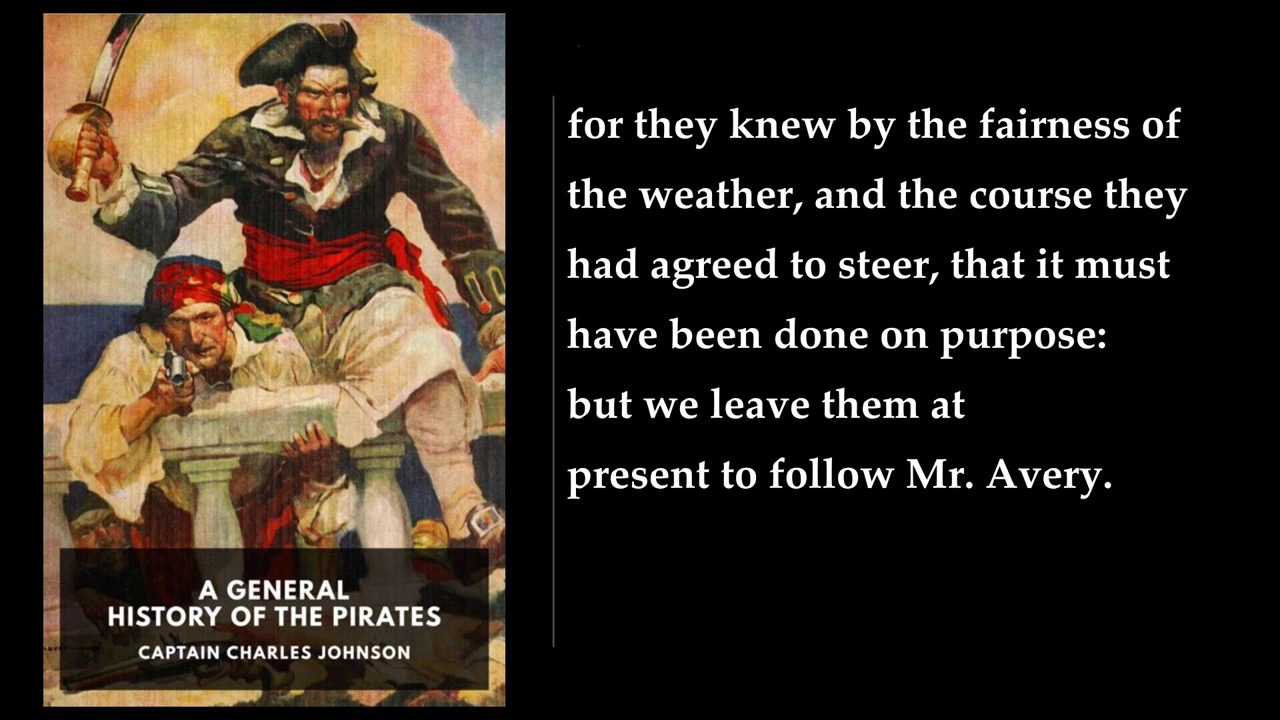 for they knew by the fairness of
the weather, and the course they
had agreed to steer, that it must
have been done on purpose:
but we leave them at
present to follow Mr. Avery.
A GENERAL
HISTORY OF THE PIRATES
CAPTAIN CHARLES JOHNSON